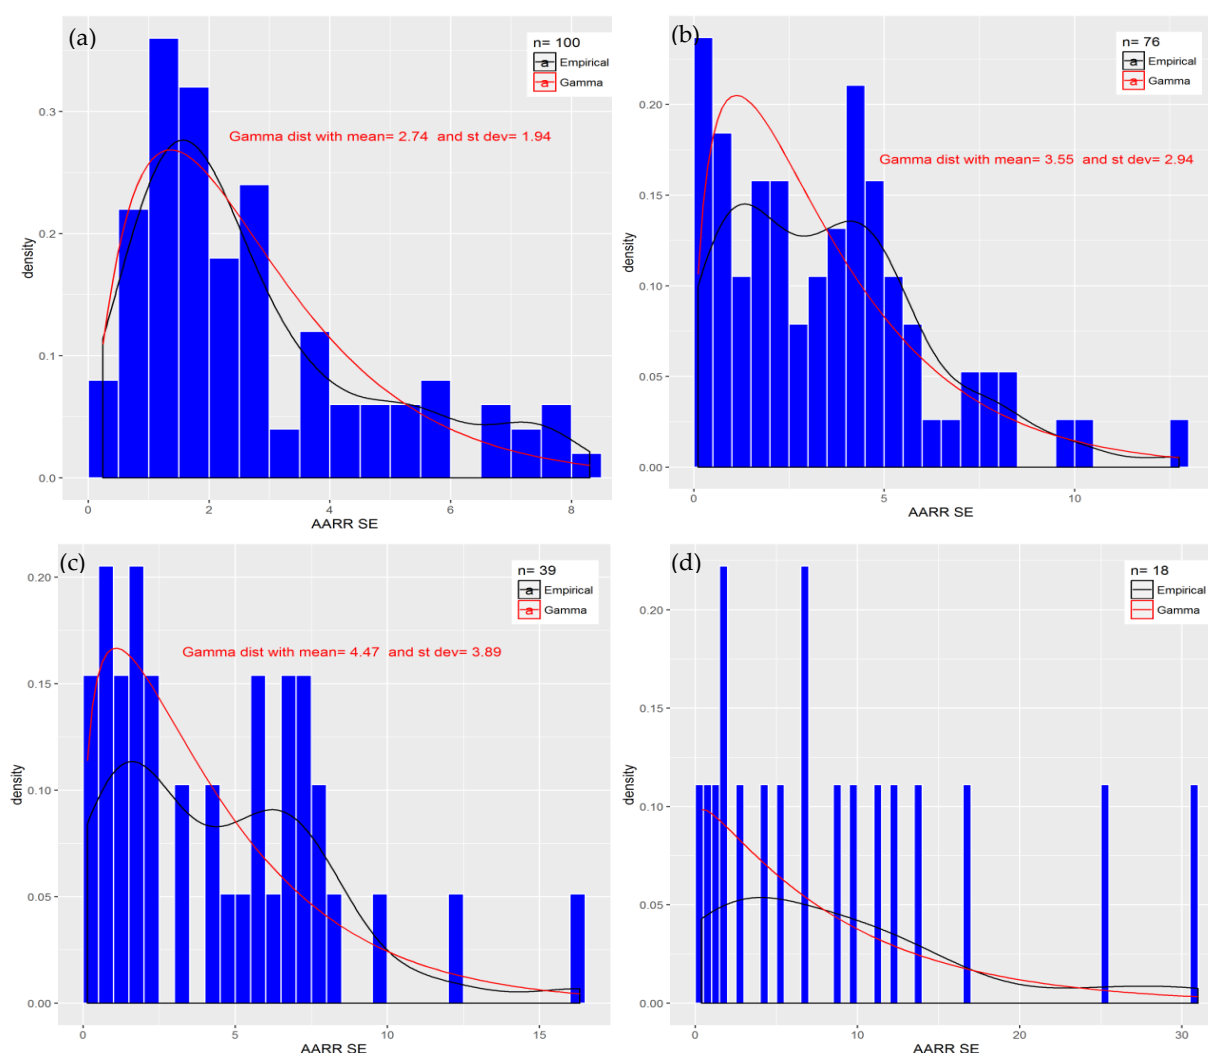 (a)
n= 100
a Empirical
a Gamma
Gamma dist with mean= 2.74 and st dev= 1.94
density
0.3
0.2
0.1
0.0
0 2 4 6 8
AARR SE
(b)
n= 76
a Empirical
a Gamma
Gamma dist with mean= 3.55 and st dev= 2.94
density
0.20
0.15
0.10
0.05
0.00
0 5 10
AARR SE
(c)
n= 39
a Empirical
a Gamma
Gamma dist with mean= 4.47 and st dev= 3.89
density
0.20
0.15
0.10
0.05
0.00
0 5 10 15
AARR SE
(d)
n= 18
Empirical
Gamma
density
0.20
0.15
0.10
0.05
0.00
0 10 20 30
AARR SE